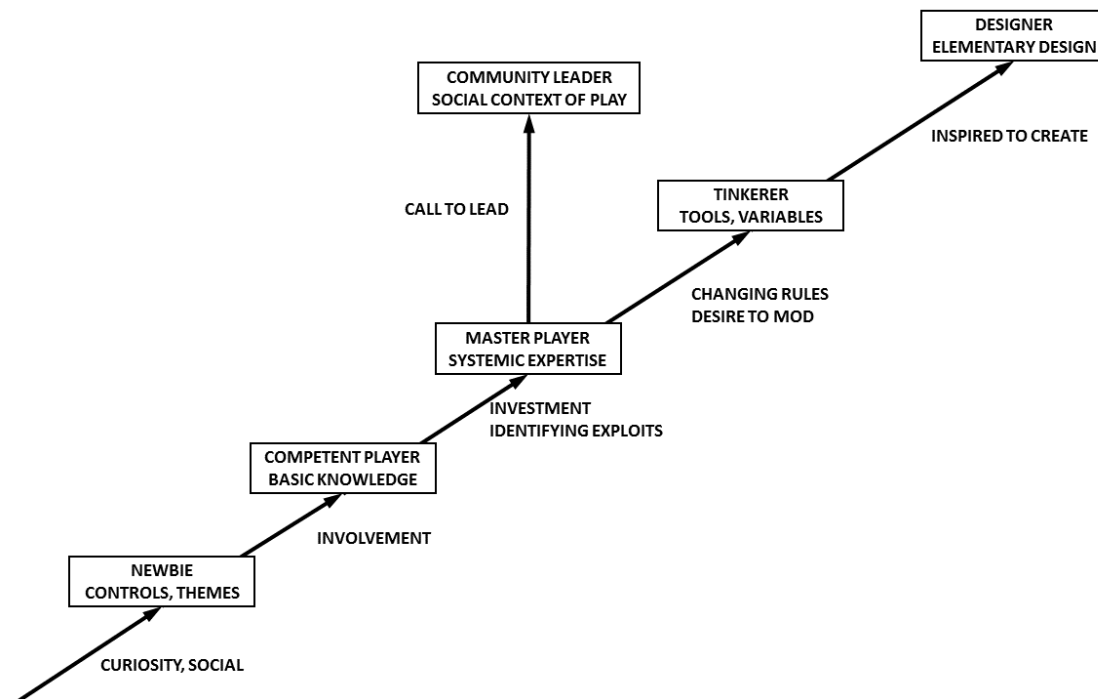 DESIGNER
ELEMENTARY DESIGN
COMMUNITY LEADER
SOCIAL CONTEXT OF PLAY
INSPIRED TO CREATE
TINKERER
TOOLS, VARIABLES
CALL TO LEAD
CHANGING RULES
DESIRE TO MOD
MASTER PLAYER
SYSTEMIC EXPERTISE
INVESTMENT
IDENTIFYING EXPLOITS
COMPETENT PLAYER
BASIC KNOWLEDGE
INVOLVEMENT
NEWBIE
CONTROLS, THEMES
CURIOSITY, SOCIAL